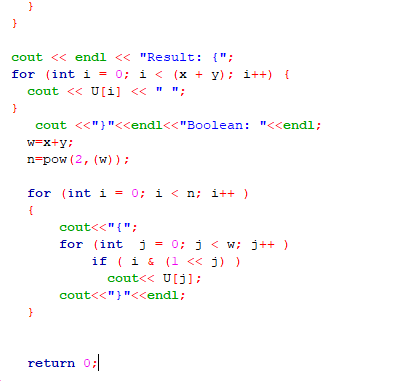 }
}
cout << endl << "Result: {";
for (int i = 0; i < (x + y); i++) {
cout << U[i] << " ";
}
cout <<"}"<<endl<<"Boolean: "<<endl;
w=x+y;
n=pow(2,(w));
for (int i = 0; i < n; i++ )
{
cout<<"{";
for (int  j = 0; j < w; j++ )
if ( i & (1 << j) )
cout<< U[j];
cout<<"}"<<endl;
}
return 0;